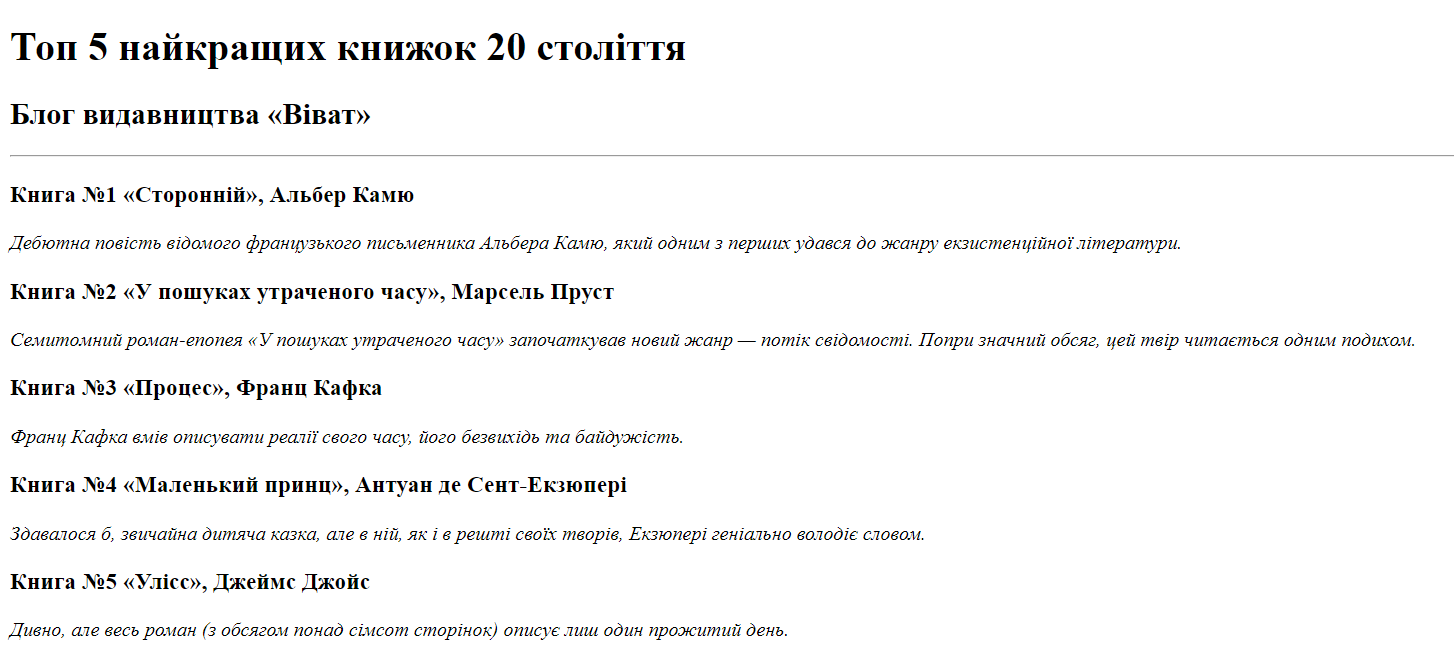 Топ 5 найкращих книжок 20 століття
Блог видавництва «Віват»
Книга №1 «Сторонній», Альбер Камю
Дебютна повість відомого французького письменника Альбера Камю, який одним з перших удався до жанру екзистенційної літератури.
Книга №2 «У пошуках утраченого часу», Марсель Пруст
Семитомний роман-епопея «У пошуках утраченого часу» започаткував новий жанр — потік свідомості. Попри значний обсяг, цей твір читається одним подихом.
Книга №3 «Процес», Франц Кафка
Франц Кафка вмів описувати реалії свого часу, його безвихідь та байдужість.
Книга №4 «Маленький принц», Антуан де Сент-Екзюпері
Здавалося б, звичайна дитяча казка, але в ній, як і в решті своїх творів, Екзюпері геніально володіє словом.
Книга №5 «Улісс», Джеймс Джойс
Дивно, але весь роман (з обсягом понад сімсот сторінок) описує лиш один прожитий день.